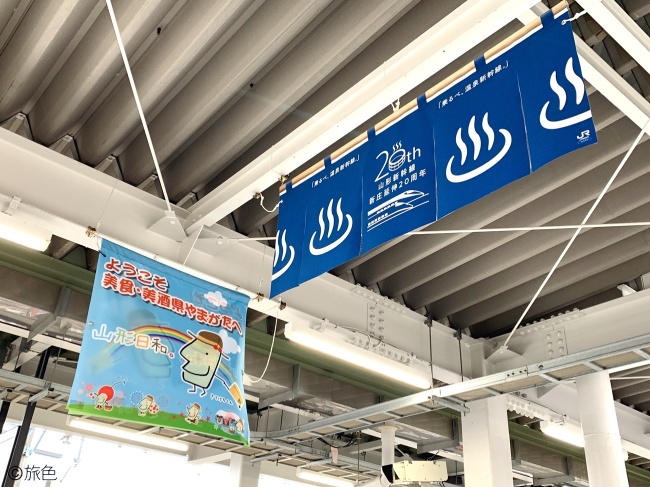 「乗るべ、温泉新幹線。」
20th
山形新幹線
新庄延伸20周年
「乗るべ、温泉新幹線。」
JR
ようこそ
美食・美酒県やまがたへ
山形日和。
©旅色